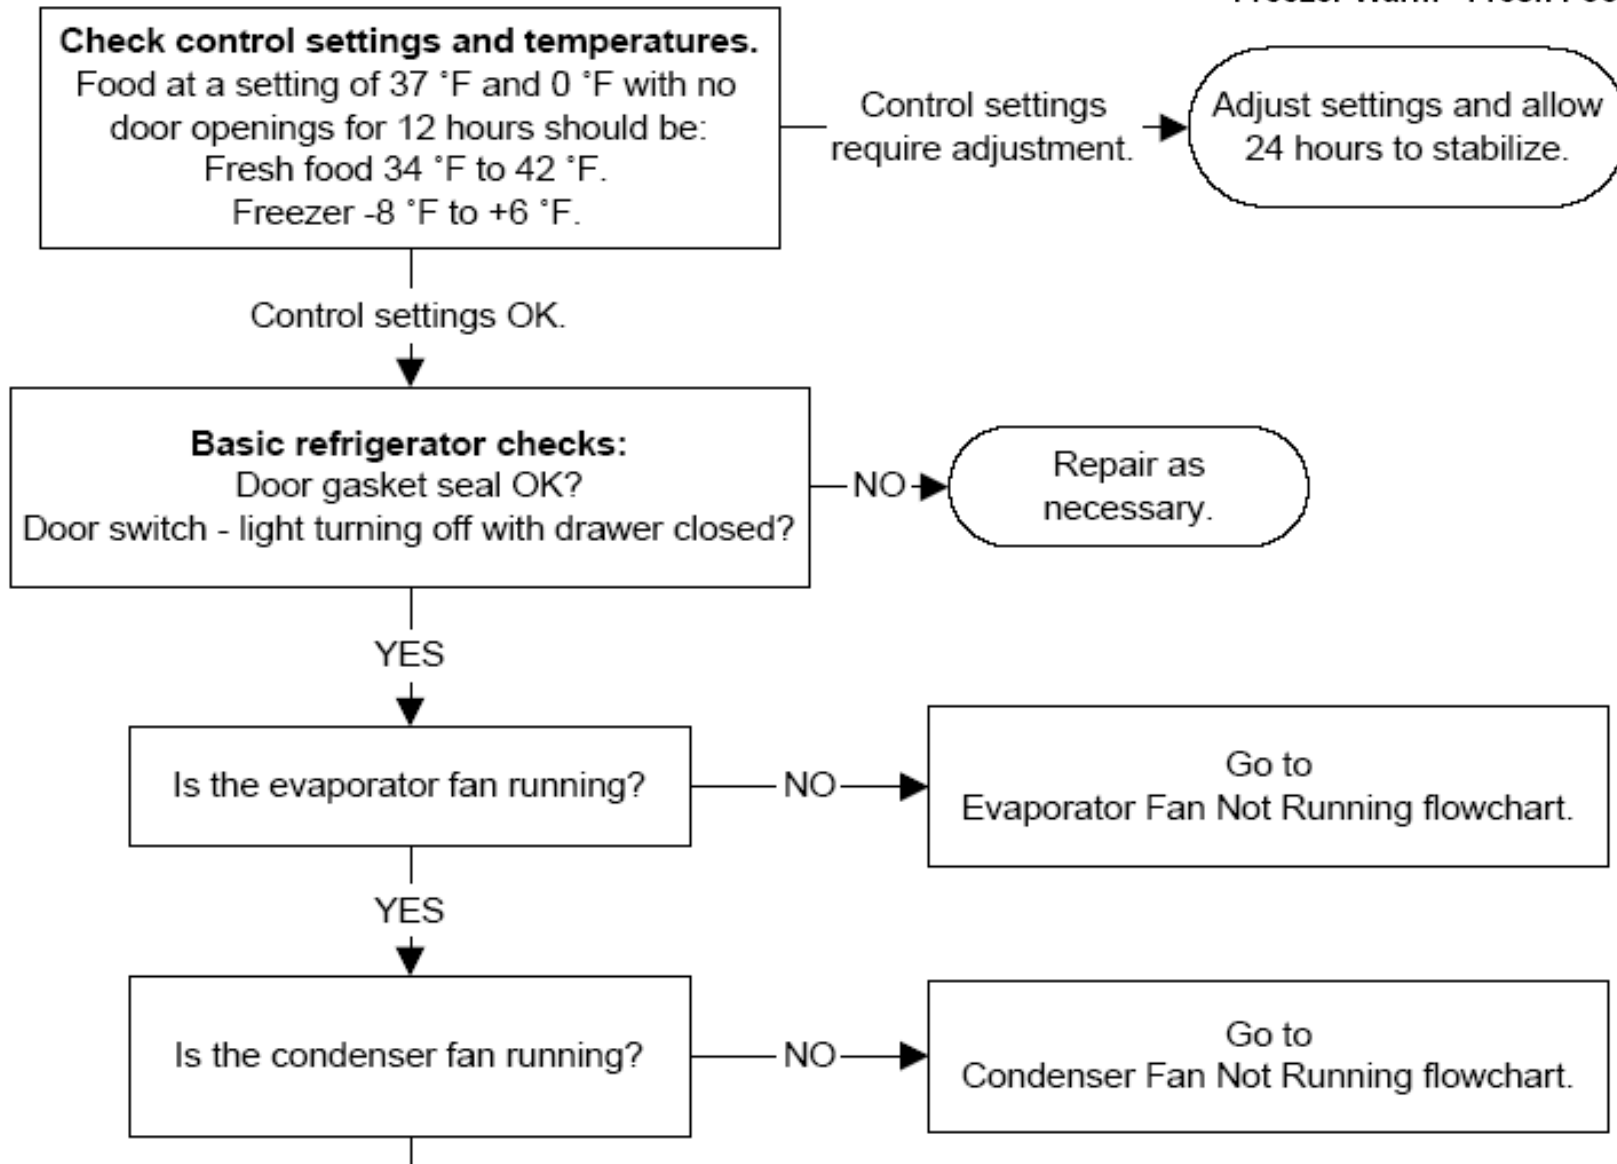 Check control settings and temperatures.
Food at a setting of 37 °F and 0 °F with no
door openings for 12 hours should be:
Fresh food 34 °F to 42 °F.
Freezer -8 °F to +6 °F.
Control settings
require adjustment.
Adjust settings and allow
24 hours to stabilize.
Control settings OK.
Basic refrigerator checks:
Door gasket seal OK?
Door switch - light turning off with drawer closed?
NO
Repair as
necessary.
YES
Is the evaporator fan running?
NO
Go to
Evaporator Fan Not Running flowchart.
YES
Is the condenser fan running?
NO
Go to
Condenser Fan Not Running flowchart.